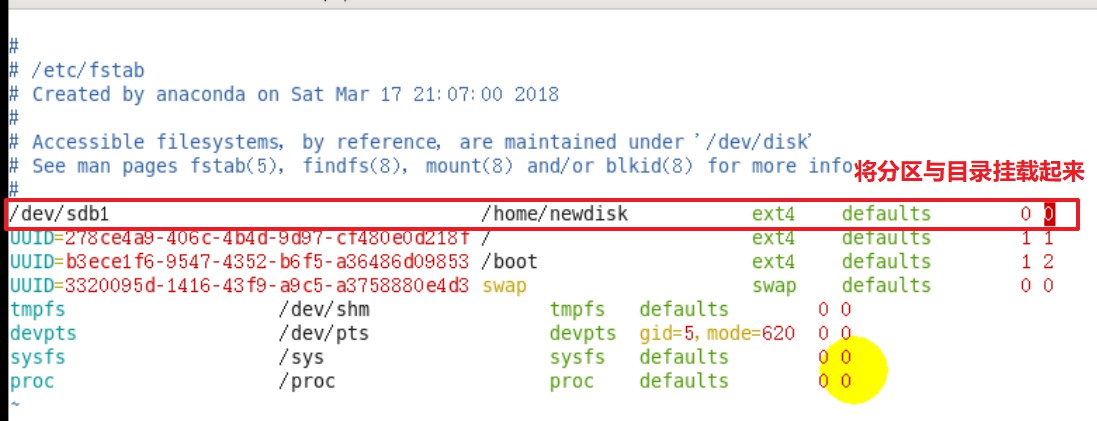 #
# /etc/fstab
# Created by anaconda on Sat Mar 17 21:07:00 2018
#
# Accessible filesystems, by reference, are maintained under '/dev/disk'
# See man pages fstab(5), findfs(8), mount(8) and/or blkid(8) for more info
将分区与目录挂载起来
#
/dev/sdb1 /home/newdisk ext4 defaults 0 0
UUID=278ce4a9-406c-4b4d-9d97-cf480e0d218f / ext4 defaults 1 1
UUID=b3ece1f6-9547-4352-b6f5-a36486d09853 /boot ext4 defaults 1 2
UUID=3320095d-1416-43f9-a9c5-a3758880e4d3 swap swap defaults 0 0
tmpfs /dev/shm tmpfs defaults 0 0
devpts /dev/pts devpts gid=5,mode=620 0 0
sysfs /sys sysfs defaults 0 0
proc /proc proc defaults 0 0
~